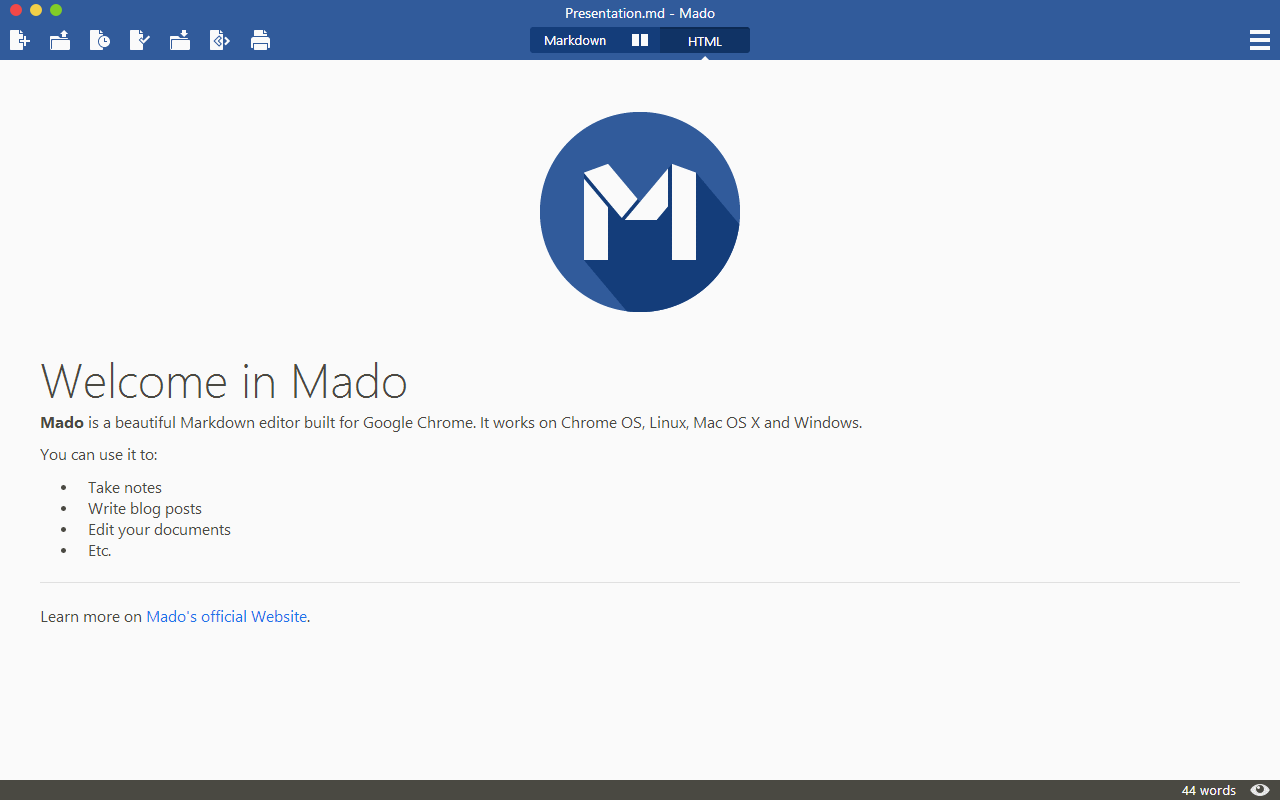 Presentation.md - Mado
Markdown
HTML
M
Welcome in Mado
Mado is a beautiful Markdown editor built for Google Chrome. It works on Chrome OS, Linux, Mac OS X and Windows.
You can use it to:
• Take notes
• Write blog posts
• Edit your documents
• Etc.
Learn more on Mado's official Website.
44 words